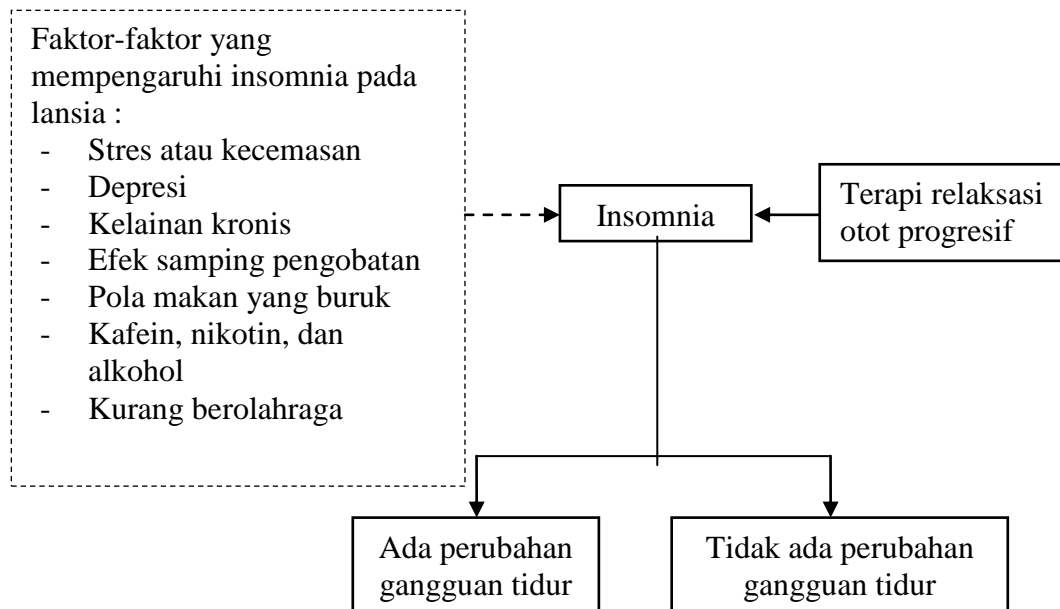 Faktor-faktor yang
mempengaruhi insomnia pada
lansia :
- Stres atau kecemasan
- Depresi
- Kelainan kronis
- Efek samping pengobatan
- Pola makan yang buruk
- Kafein, nikotin, dan
alkohol
- Kurang berolahraga
Insomnia
Terapi relaksasi
otot progresif
Ada perubahan
gangguan tidur
Tidak ada perubahan
gangguan tidur